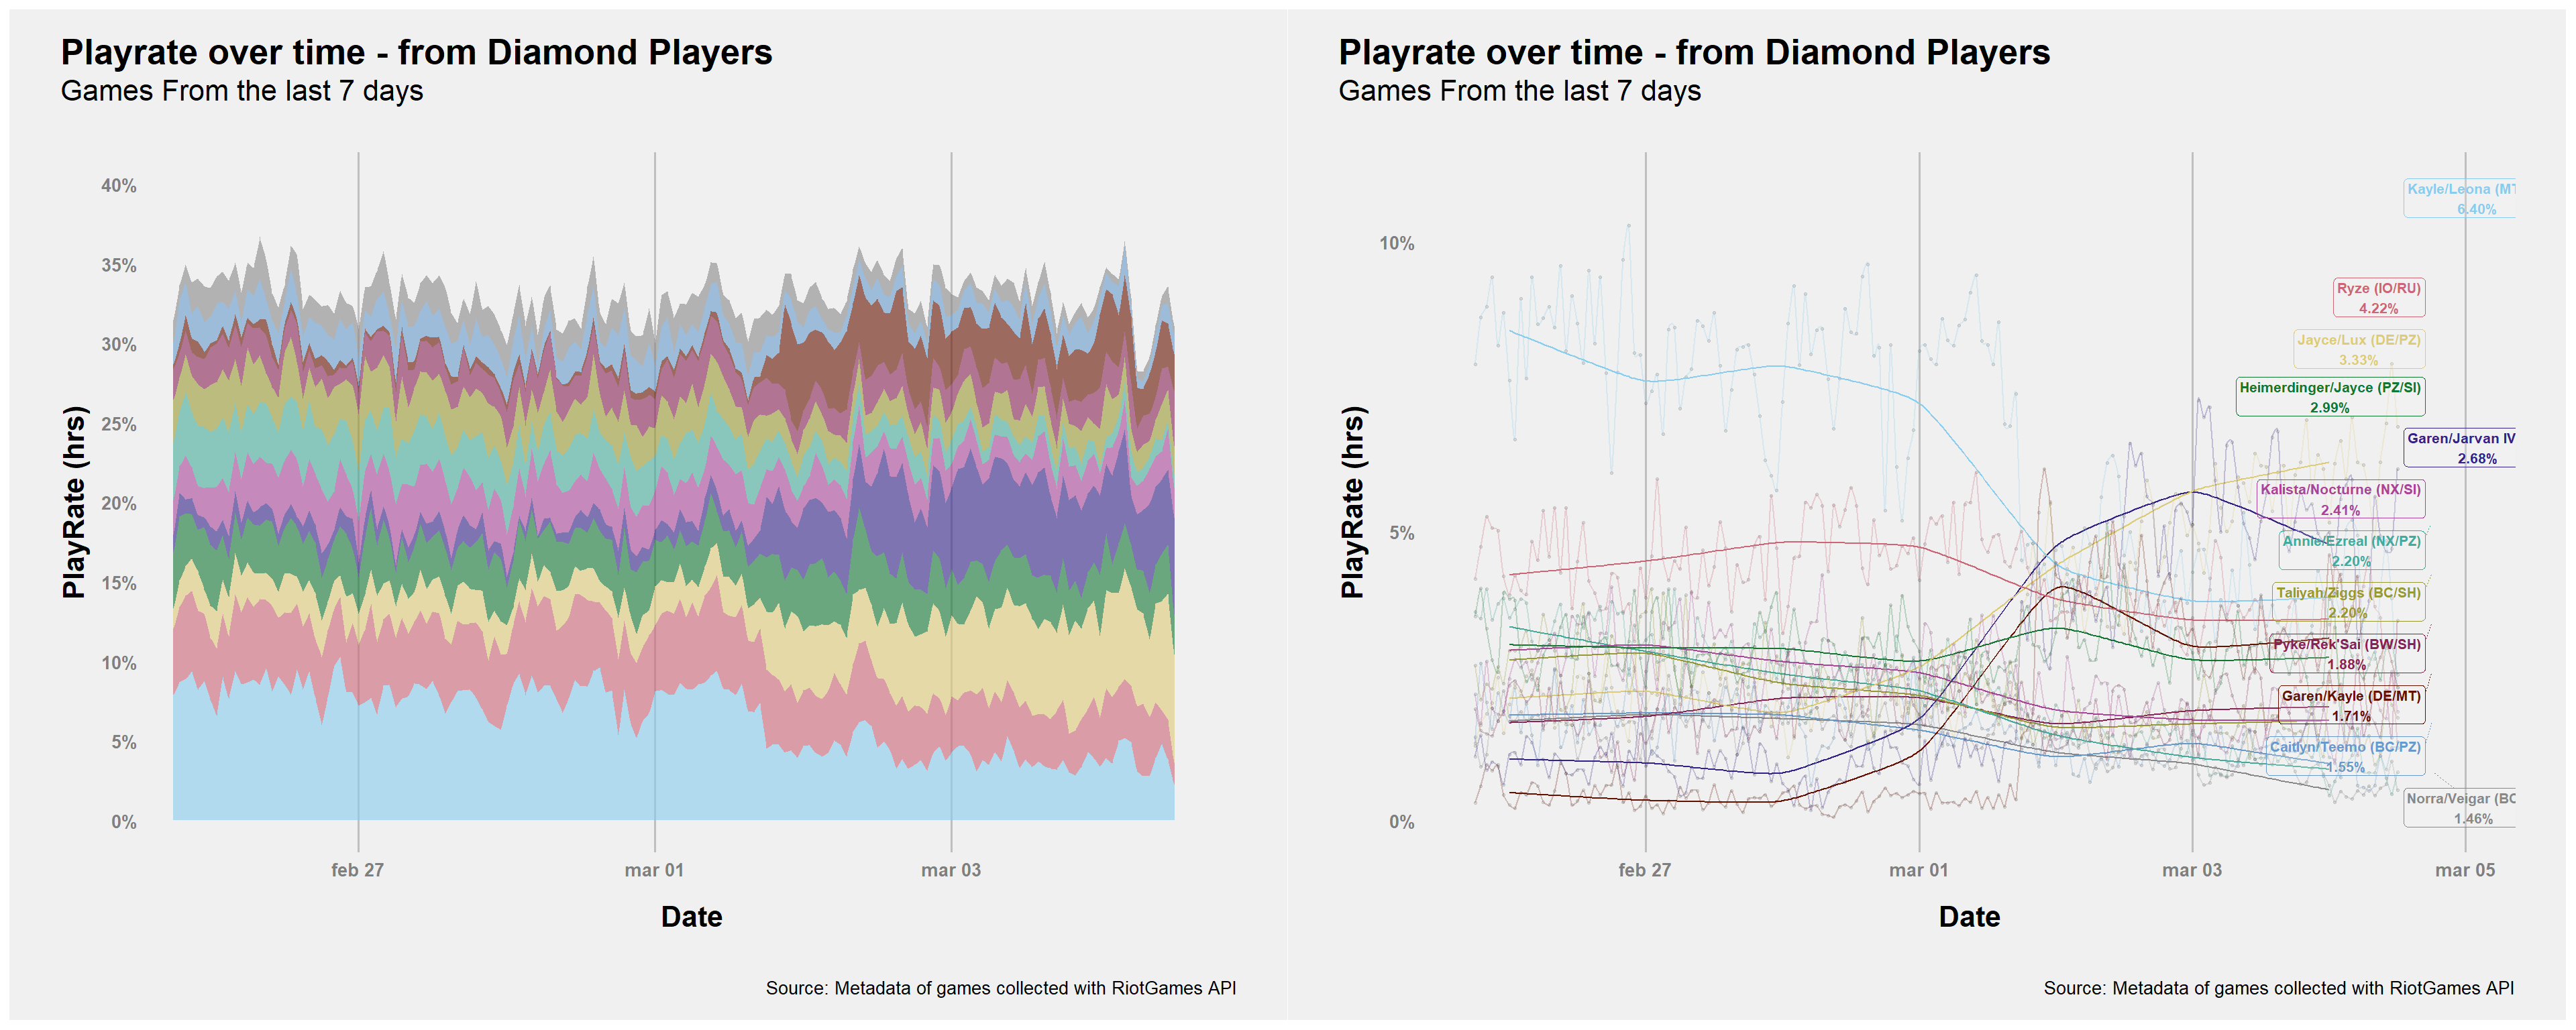 Playrate over time - from Diamond Players
Games From the last 7 days
PlayRate (hrs)
40%
35%
30%
25%
20%
15%
10%
5%
0%
feb 27
mar 01
mar 03
Date
Source: Metadata of games collected with RiotGames API
Playrate over time - from Diamond Players
Games From the last 7 days
PlayRate (hrs)
10%
5%
0%
Kayle/Leona (MT
6.40%
Ryze (IO/RU)
4.22%
Jayce/Lux (DE/PZ)
3.33%
Heimerdinger/Jayce (PZ/SI)
2.99%
Garen/Jarvan IV
2.68%
Kalista/Nocturne (NX/SI)
2.41%
Annie/Ezreal (NX/PZ)
2.20%
Taliyah/Ziggs (BC/SH)
2.20%
Pyke/Rek'Sai (BW/SH)
1.88%
Garen/Kayle (DE/MT)
1.71%
Caitlyn/Teemo (BC/PZ)
1.55%
Norra/Veigar (BC
1.46%
feb 27
mar 01
mar 03
mar 05
Date
Source: Metadata of games collected with RiotGames API